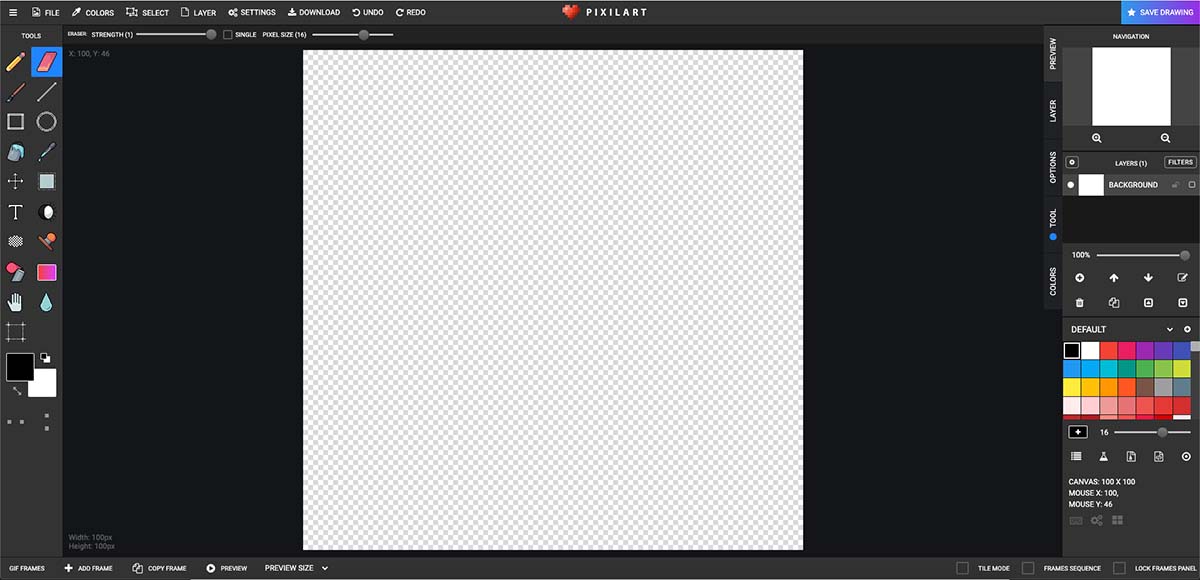 FILE COLORS SELECT LAYER SETTINGS DOWNLOAD UNDO REDO PIXILART SAVE DRAWING
TOOLS ERASER: STRENGTH (1) SINGLE PIXEL SIZE (16)
X: 100, Y: 46
T
Width: 100px
Height: 100px
PREVIEW
LAYER
OPTIONS
TOOL
COLORS
NAVIGATION
LAYERS (1) FILTERS
BACKGROUND
100%
DEFAULT
16
CANVAS: 100 X 100
MOUSE X: 100,
MOUSE Y: 46
GIF FRAMES ADD FRAME COPY FRAME PREVIEW PREVIEW SIZE TILE MODE FRAMES SEQUENCE LOCK FRAMES PANEL